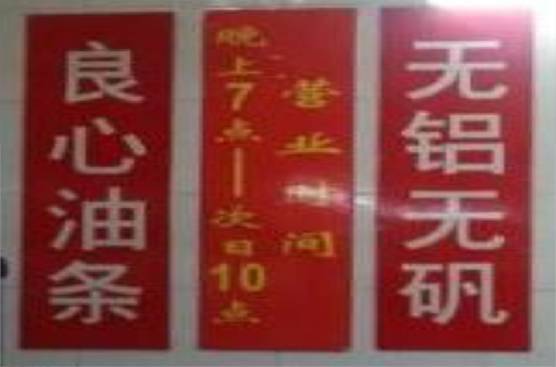 良心油条
营业时间
晚上7点—次日10点
无铝无矾